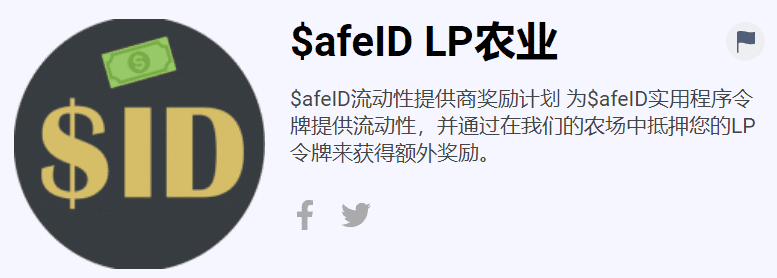 $afeID LP农业
$afeID流动性提供商奖励计划 为$afeID实用程序令
牌提供流动性，并通过在我们的农场中抵押您的LP
令牌来获得额外奖励。
$
$ID